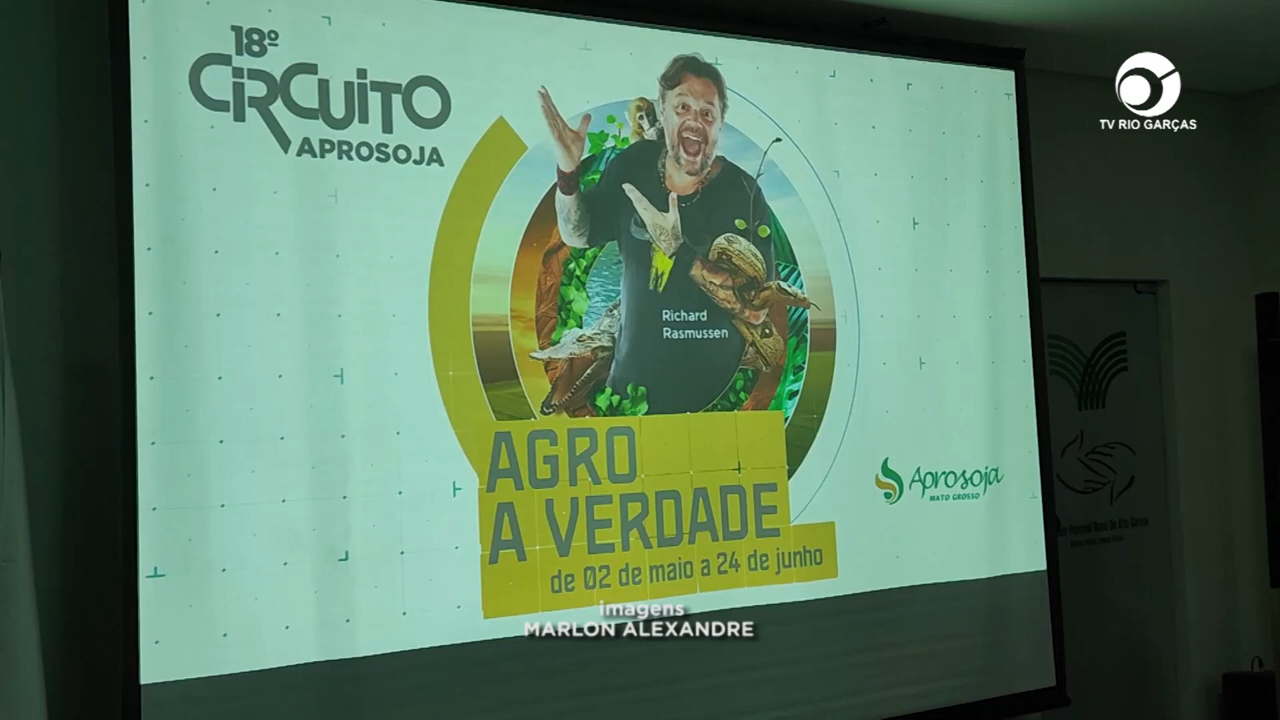 18º
CIRCUITO
APROSOJA
TV RIO GARÇAS
Richard
Rasmussen
AGRO
A VERDADE
de 02 de maio a 24 de junho
Aprosoja
MATO GROSSO
imagens
MARLON ALEXANDRE